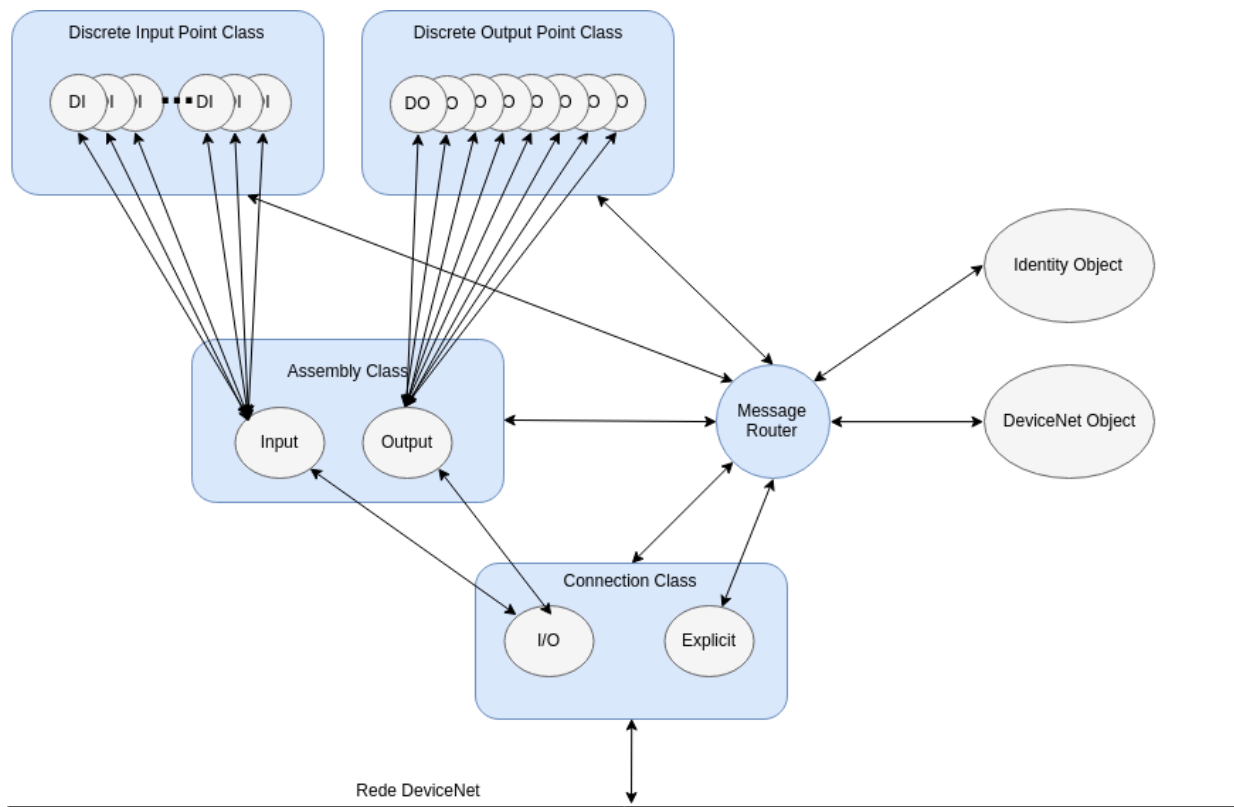 Discrete Input Point Class
Discrete Output Point Class
DI
I
I
DI
I
I
DO
O
O
O
O
O
O
O
Identity Object
Assembly Class
Message
Router
DeviceNet Object
Input
Output
Connection Class
I/O
Explicit
Rede DeviceNet